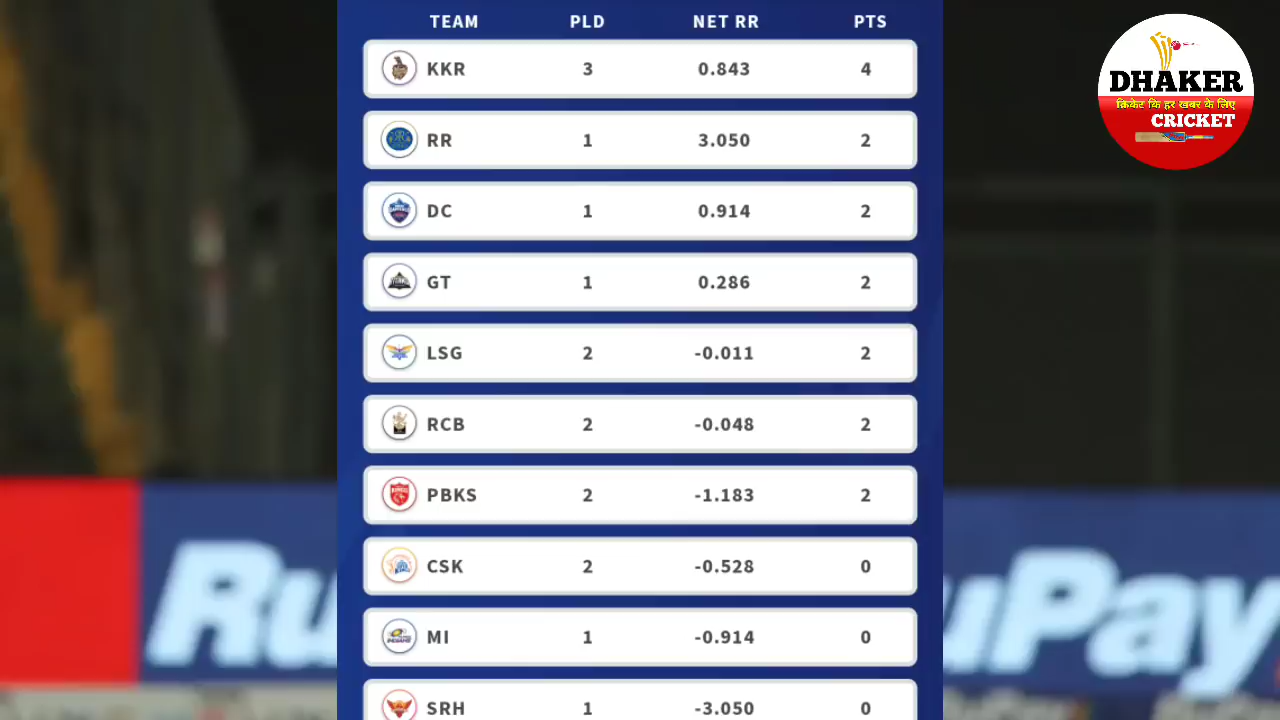 TEAM PLD NET RR PTS
KKR 3 0.843 4
RR 1 3.050 2
DC 1 0.914 2
GT 1 0.286 2
LSG 2 -0.011 2
RCB 2 -0.048 2
PBKS 2 -1.183 2
CSK 2 -0.528 0
MI 1 -0.914 0
SRH 1 -3.050 0
DHAKER
क्रिकेट कि हर खबर के लिए
CRICKET
Ru
uPay